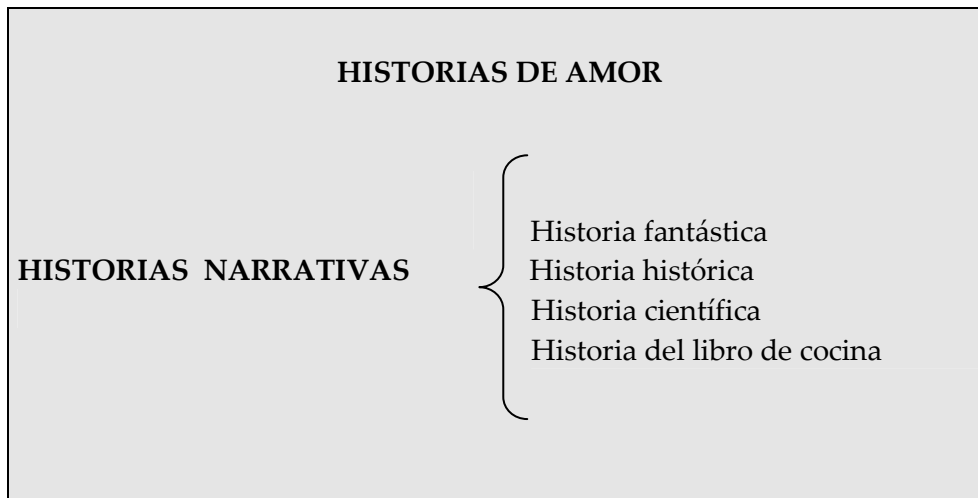 HISTORIAS DE AMOR
Historia fantástica
HISTORIAS NARRATIVAS
Historia histórica
Historia científica
Historia del libro de cocina